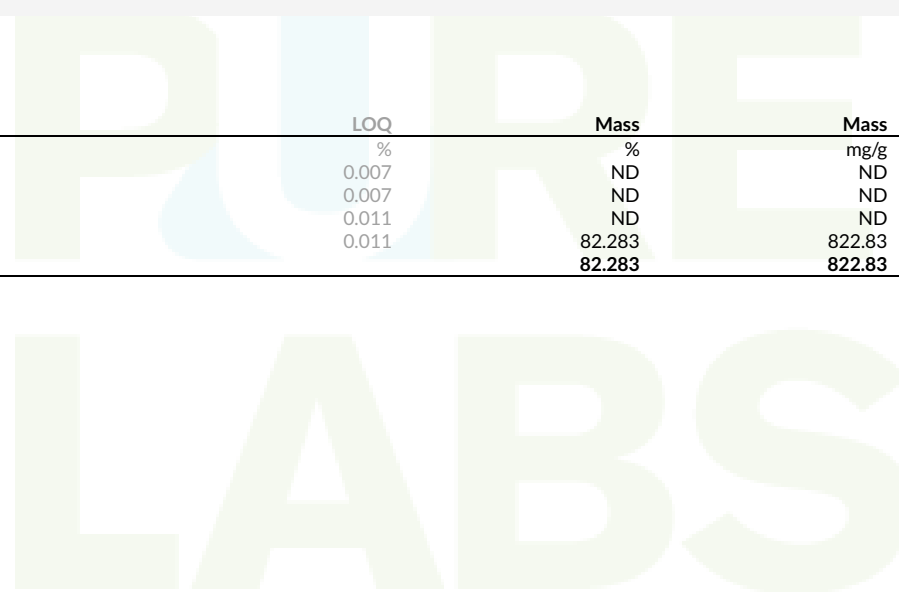 PURE
LOQ Mass Mass
% % mg/g
0.007 ND ND
0.007 ND ND
0.011 ND ND
0.011 82.283 822.83
82.283 822.83
LABS